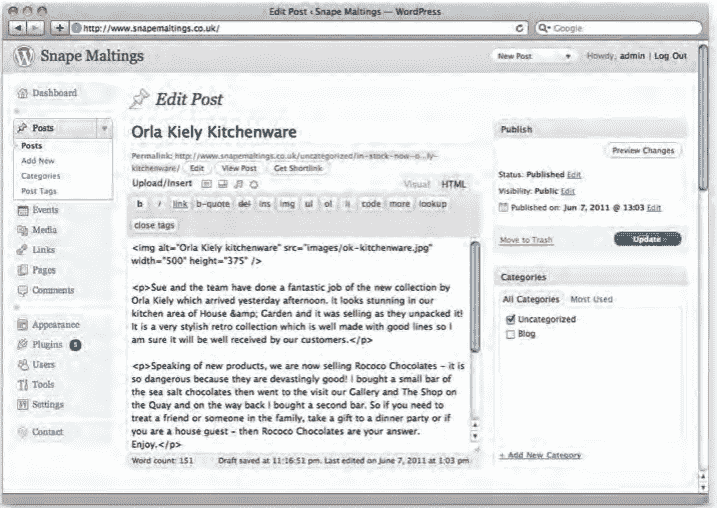 Edit Post ‹ Snape Maltings — WordPress
http://www.snapemaltings.co.uk/
Google
Snape Maltings
New Post
Howdy, admin | Log Out
Dashboard
Posts
Posts
Add New
Categories
Post Tags
Events
Media
Links
Pages
Comments
Appearance
Plugins
Users
Tools
Settings
Contact
Edit Post
Orla Kiely Kitchenware
Permalink: http://www.snapemaltings.co.uk/uncategorized/in-stock-now-o...ly-
kitchenware/ Edit View Post Get Shortlink
Upload/Insert
Visual HTML
b i link b-quote del ins img ul ol li code more lookup
close tags
<img alt="Orla Kiely kitchenware" src="images/ok-kitchenware.jpg"
width="500" height="375" />
<p>Sue and the team have done a fantastic job of the new collection by
Orla Kiely which arrived yesterday afternoon. It looks stunning in our
kitchen area of House &amp; Garden and it was selling as they unpacked it!
It is a very stylish retro collection which is well made with good lines so I
am sure it will be well received by our customers.</p>
<p>Speaking of new products, we are now selling Rococo Chocolates - it is
so dangerous because they are devastingly good! I bought a small bar of
the sea salt chocolates then went to the visit our Gallery and The Shop on
the Quay and on the way back I bought a second bar. So if you need to
treat a friend or someone in the family, take a gift to a dinner party or if
you are a house guest - then Rococo Chocolates are your answer.
Enjoy.</p>
Word count: 151
Draft saved at 11:16:51 pm. Last edited on June 7, 2011 at 1:03 pm
Publish
Preview Changes
Status: Published Edit
Visibility: Public Edit
Published on: Jun 7, 2011 @ 13:03 Edit
Move to Trash
Update
Categories
All Categories Most Used
Uncategorized
Blog
+ Add New Category